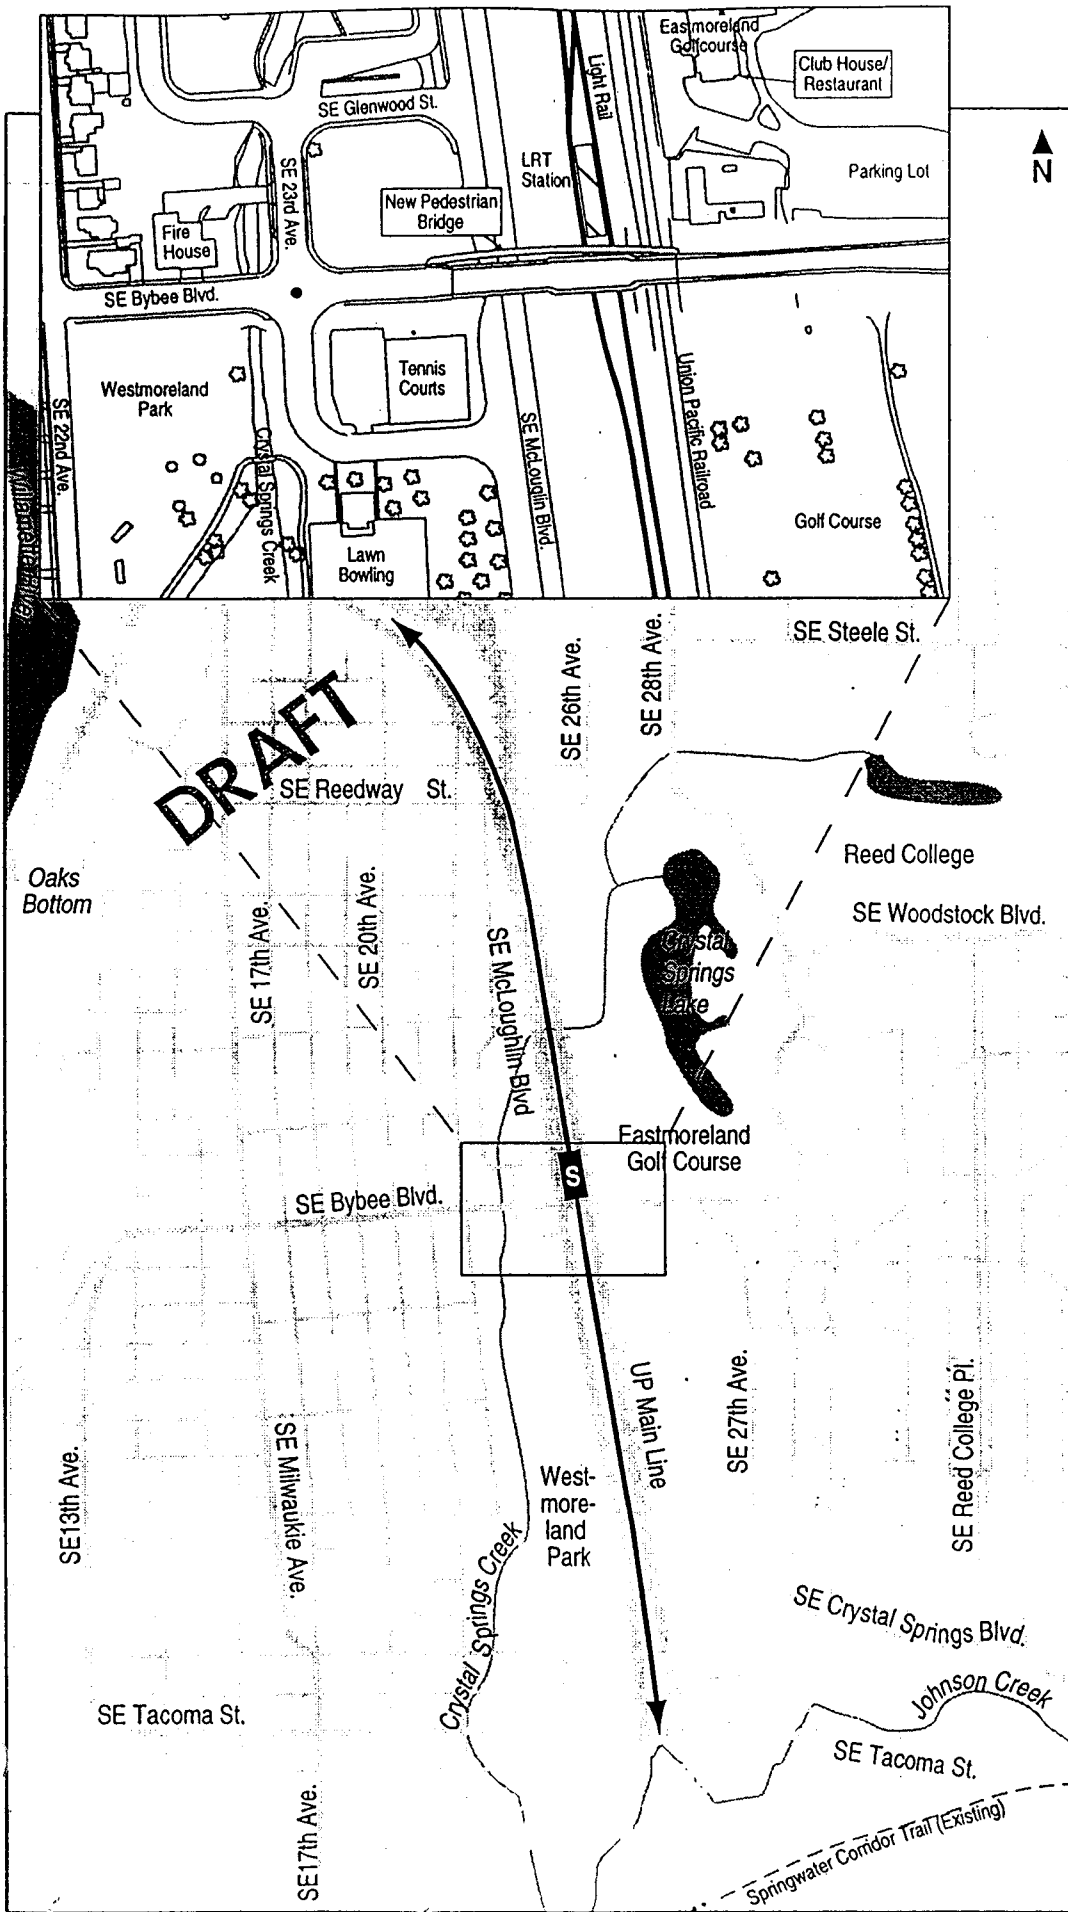 Eastmoreland
Golfcourse
Club House/
Restaurant
Light Rail
SE Glenwood St.
LRT
Station
Parking Lot
N
SE 23rd Ave.
New Pedestrian
Bridge
Fire
House
SE Bybee Blvd.
Tennis
Courts
Westmoreland
Park
Union Pacific Railroad
SE 22nd Ave.
Crystal Springs Creek
SE McLouglin Blvd.
Willamette River
Golf Course
Lawn
Bowling
SE Steele St.
SE 26th Ave.
SE 28th Ave.
DRAFT
SE Reedway St.
Reed College
Oaks
Bottom
SE Woodstock Blvd.
SE 17th Ave.
SE 20th Ave.
SE McLoughlin Blvd
Crystal
Springs
Lake
Eastmoreland
Golf Course
S
SE Bybee Blvd.
UP Main Line
SE 27th Ave.
SE Reed College Pl.
SE13th Ave.
SE Milwaukie Ave.
West-
more-
land
Park
Crystal Springs Creek
SE Crystal Springs Blvd.
Johnson Creek
SE Tacoma St.
SE Tacoma St.
SE17th Ave.
Springwater Corridor Trail (Existing)